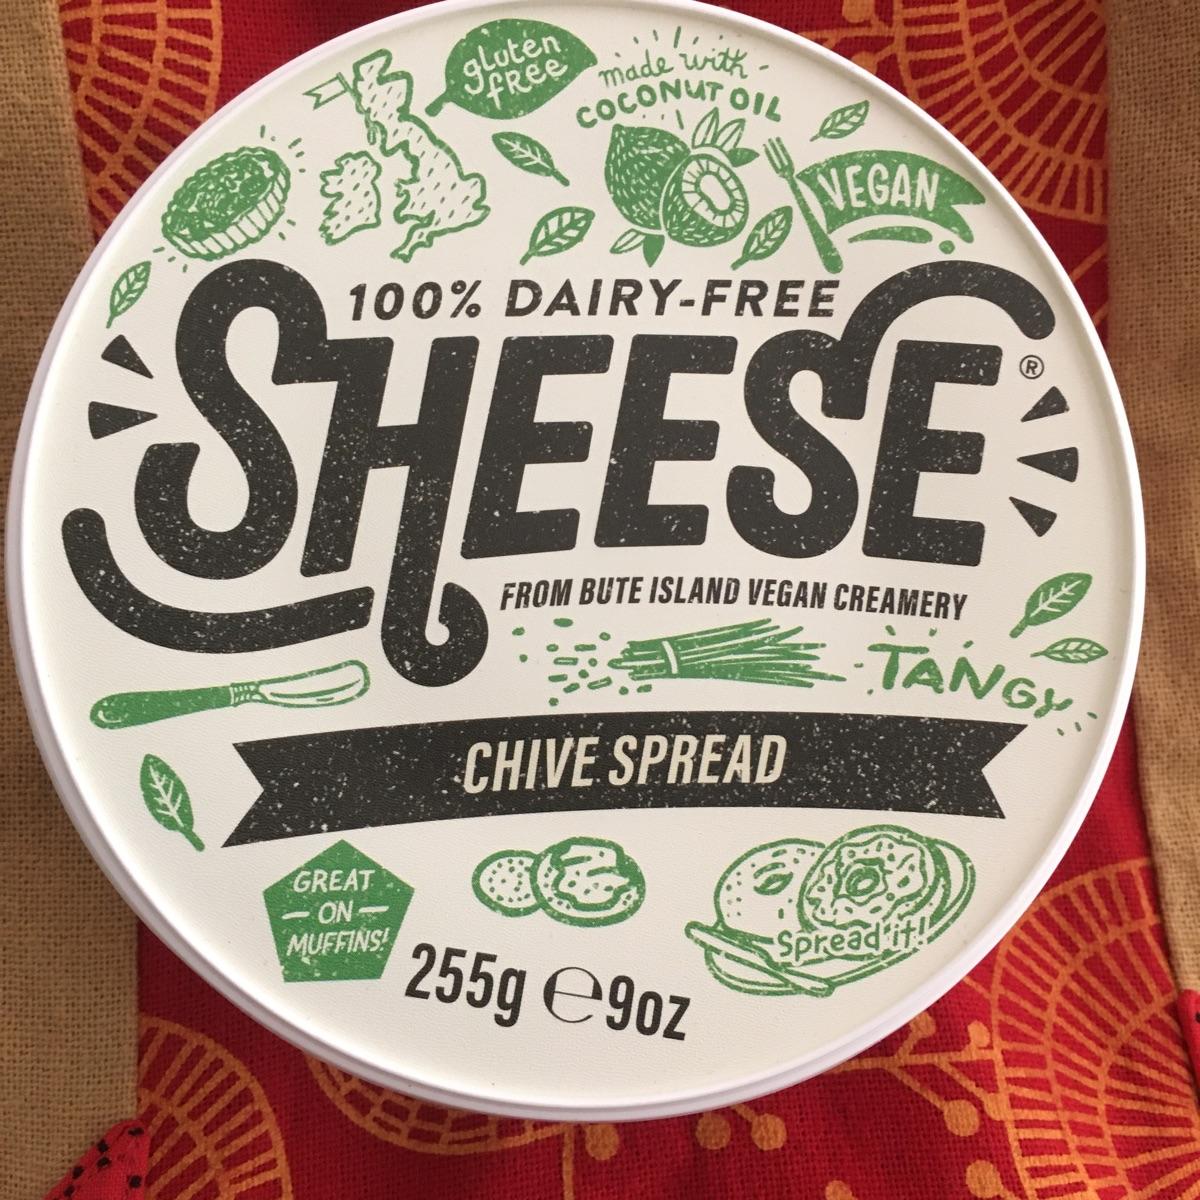 gluten
free
made with
COCONUT OIL
VEGAN
100% DAIRY-FREE
SHEESE®
FROM BUTE ISLAND VEGAN CREAMERY
TANGY
CHIVE SPREAD
GREAT
- ON -
MUFFINS!
Spread it!
255g ℮ 9oz